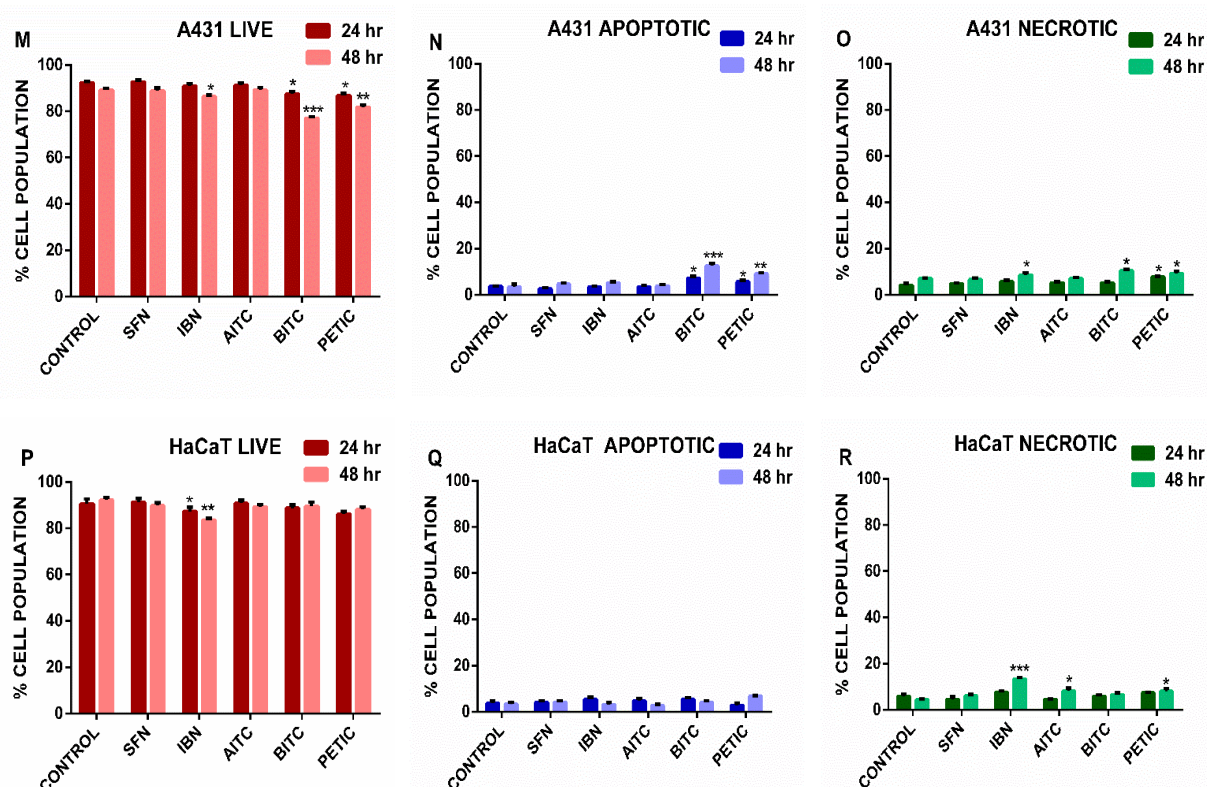 M
A431 LIVE
24 hr
48 hr
% CELL POPULATION
100
80
60
40
20
0
*
*
***
*
**
CONTROL
SFN
IBN
AITC
BITC
PETIC
N
A431 APOPTOTIC
24 hr
48 hr
% CELL POPULATION
100
80
60
40
20
0
*
***
*
**
CONTROL
SFN
IBN
AITC
BITC
PETIC
O
A431 NECROTIC
24 hr
48 hr
% CELL POPULATION
100
80
60
40
20
0
*
*
*
*
CONTROL
SFN
IBN
AITC
BITC
PETIC
P
HaCaT LIVE
24 hr
48 hr
% CELL POPULATION
100
80
60
40
20
0
*
**
CONTROL
SFN
IBN
AITC
BITC
PETIC
Q
HaCaT APOPTOTIC
24 hr
48 hr
% CELL POPULATION
100
80
60
40
20
0
CONTROL
SFN
IBN
AITC
BITC
PETIC
R
HaCaT NECROTIC
24 hr
48 hr
% CELL POPULATION
100
80
60
40
20
0
***
*
*
CONTROL
SFN
IBN
AITC
BITC
PETIC